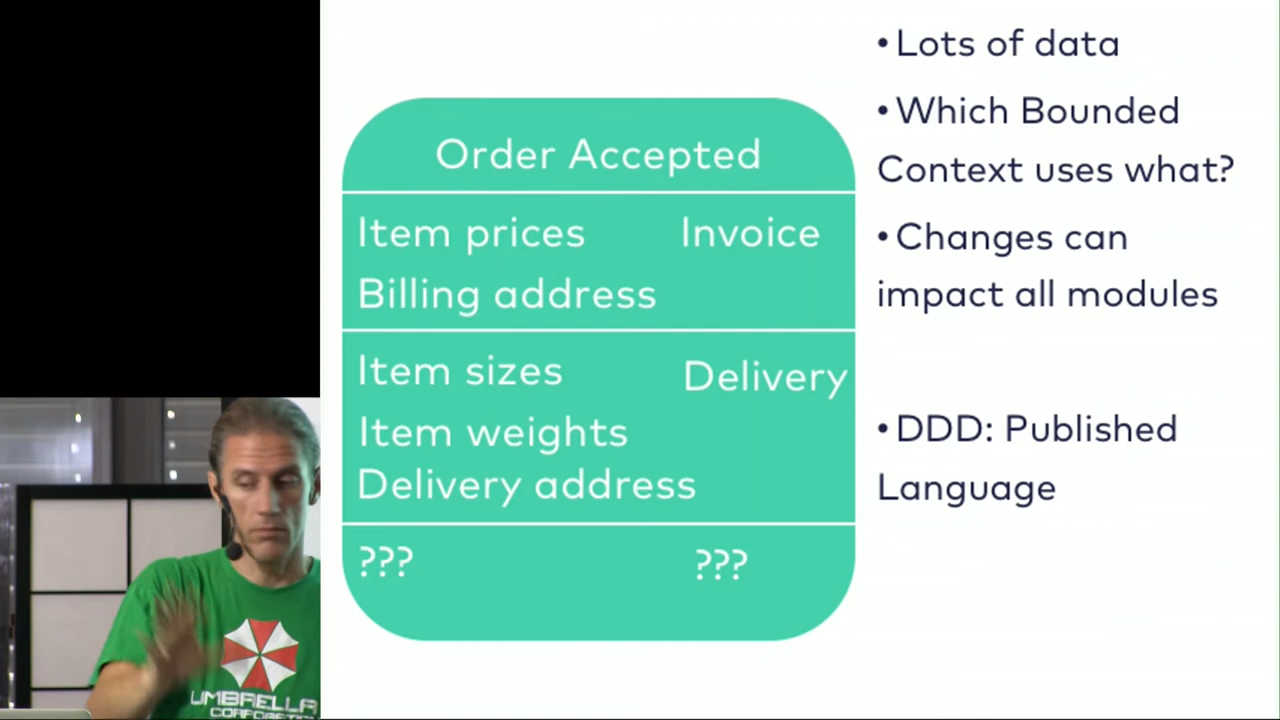 Order Accepted
Item prices Invoice
Billing address
Item sizes Delivery
Item weights
Delivery address
??? ???
• Lots of data
• Which Bounded
Context uses what?
• Changes can
impact all modules
• DDD: Published
Language
UMBRELLA
CORPORATION